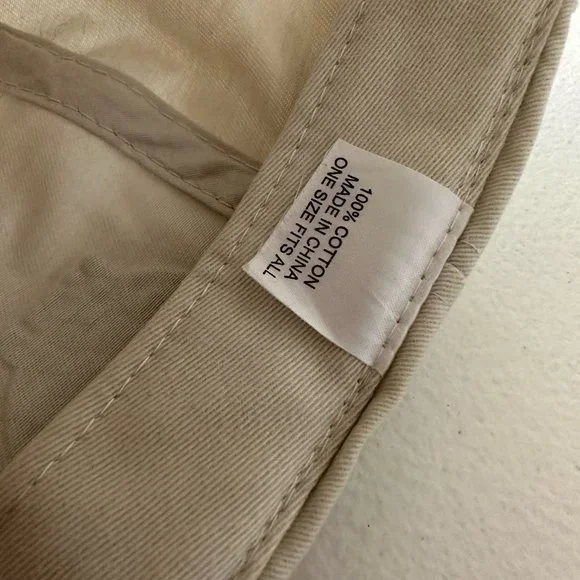 100% COTTON
MADE IN CHINA
ONE SIZE FITS ALL